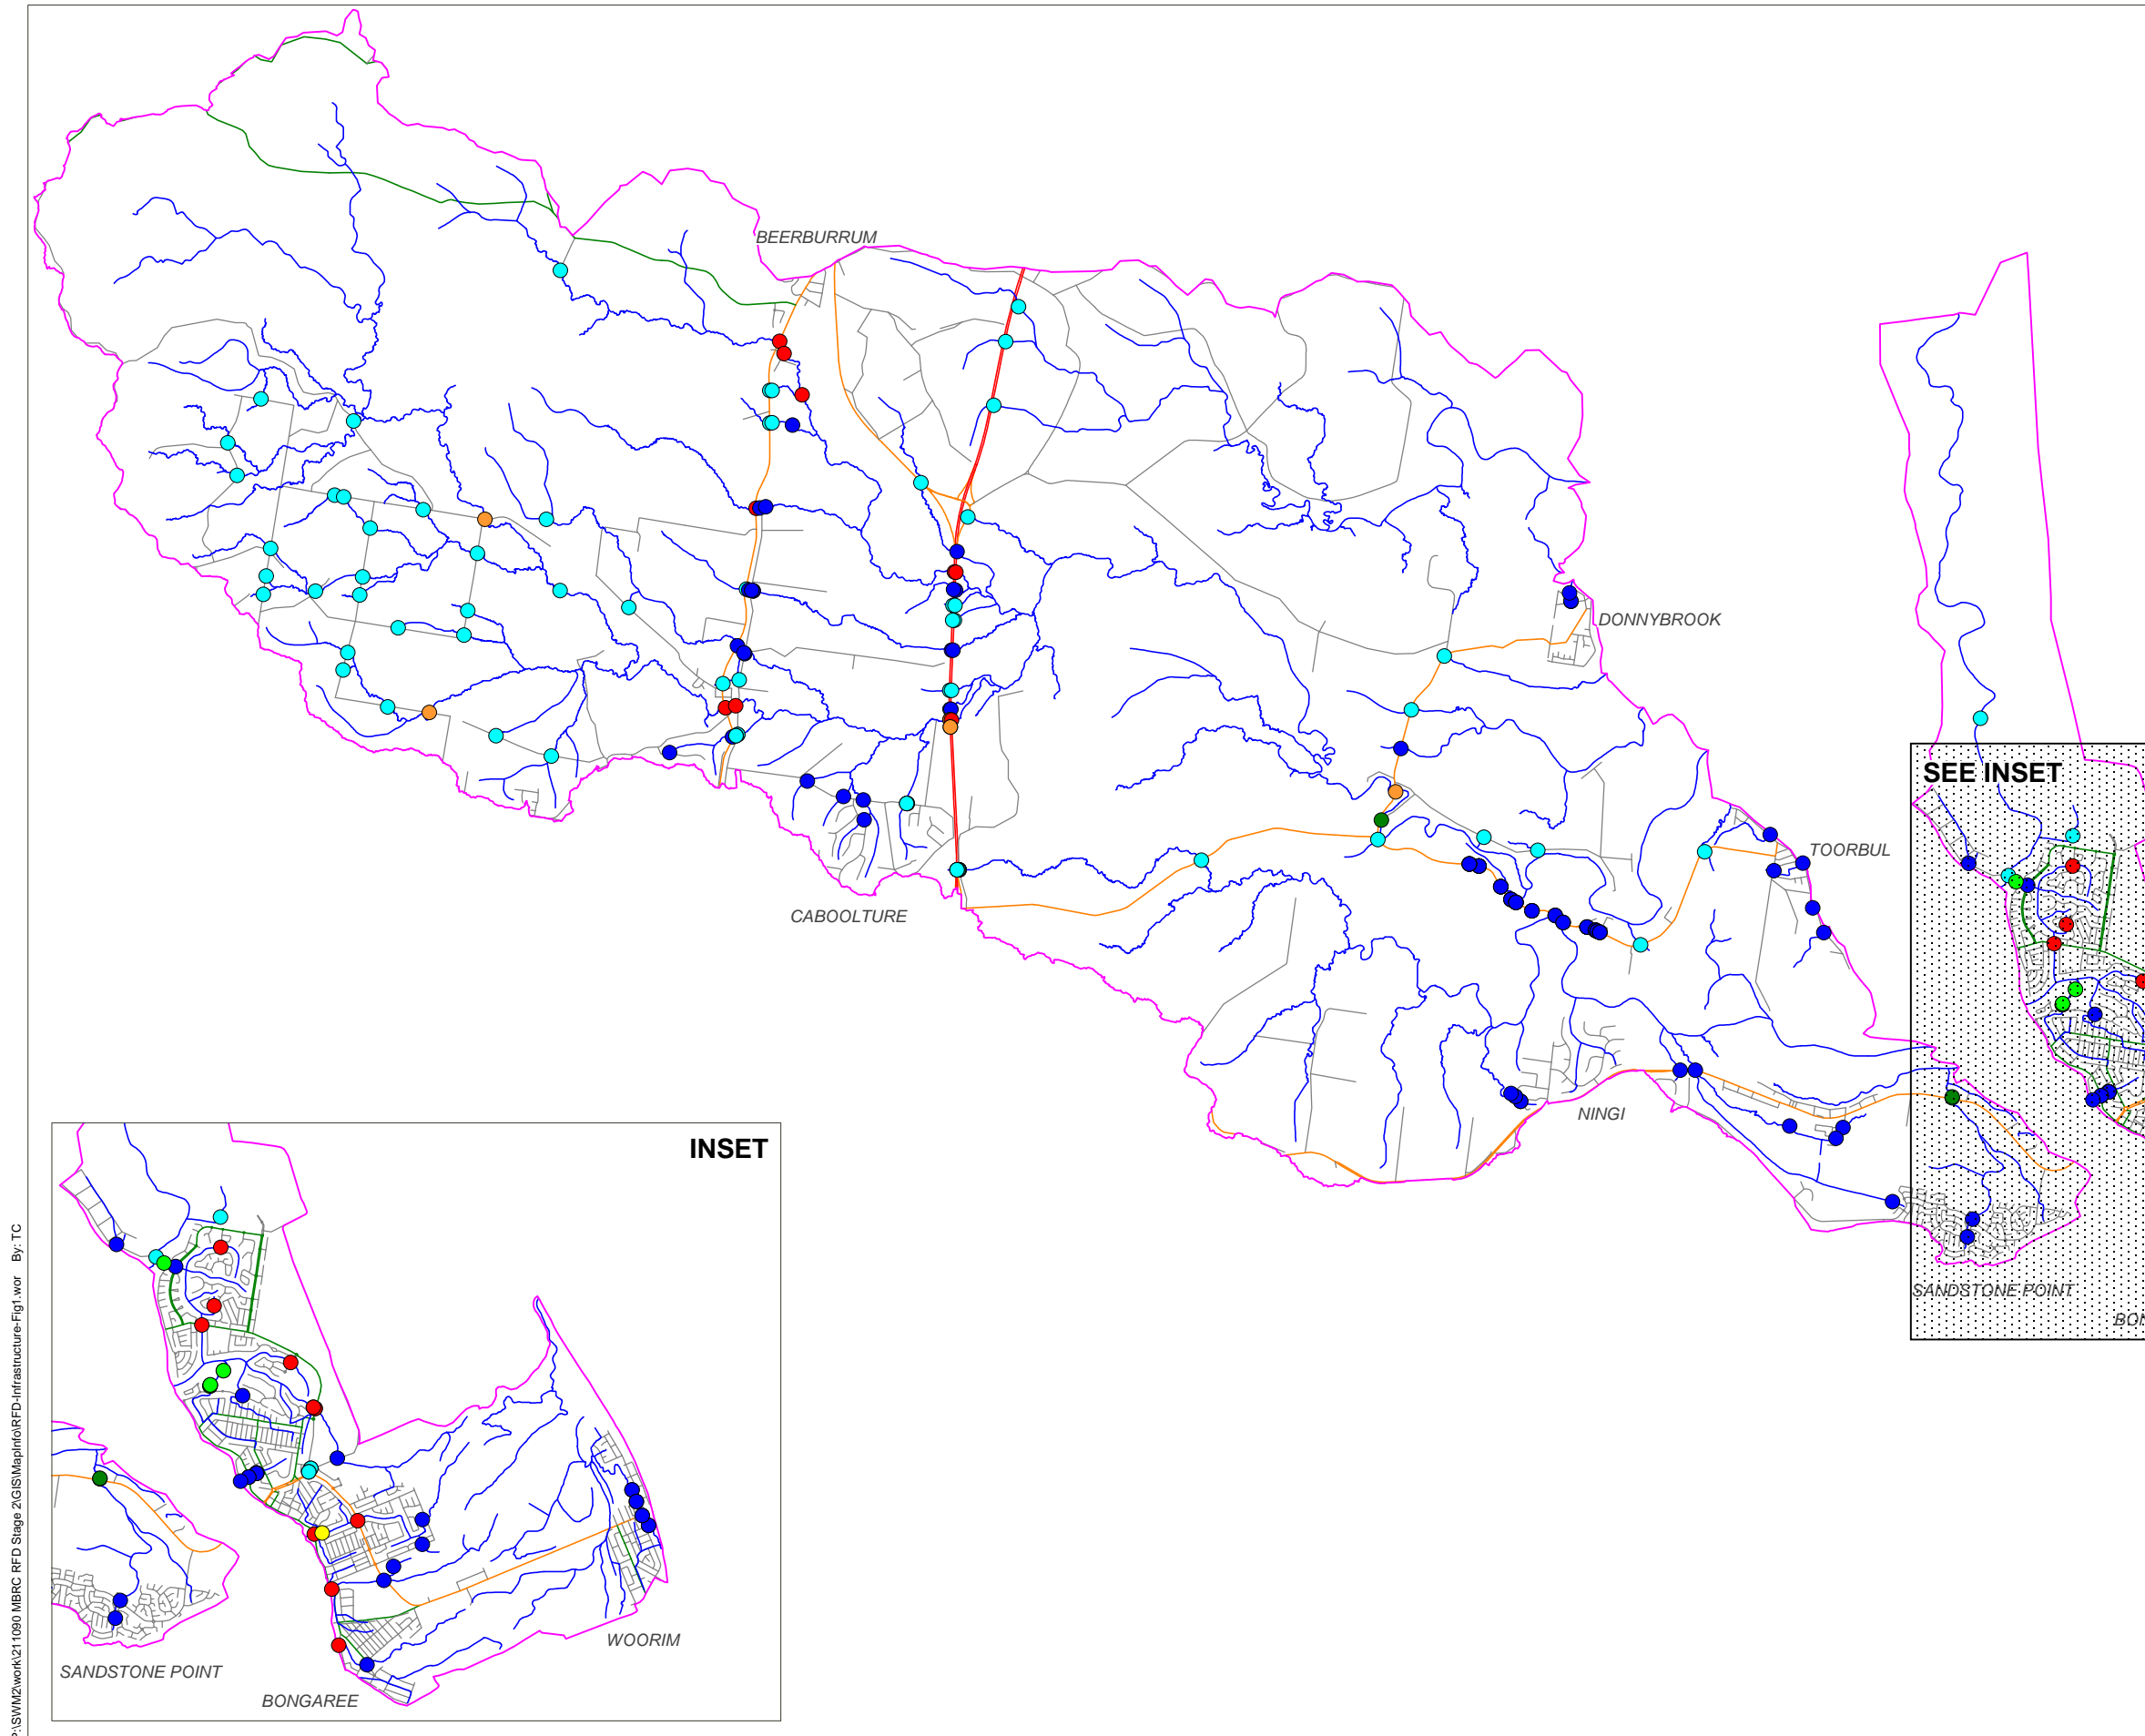 BEERBURRUM
DONNYBROOK
SEE INSET
TOORBUL
CABOOLTURE
NINGI
INSET
SANDSTONE POINT
WOORIM
SANDSTONE POINT
BONGAREE
P:\SWM2\work\211090 MBRC RFD Stage 2\GIS\MapInfo\RFD-Infrastructure-Fig1.wor By: TC